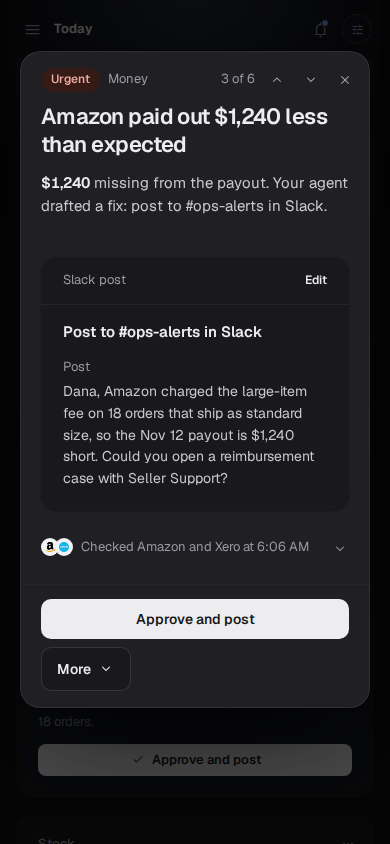 Today
Urgent Money 3 of 6
Amazon paid out $1,240 less
than expected
$1,240 missing from the payout. Your agent
drafted a fix: post to #ops-alerts in Slack.
Slack post Edit
Post to #ops-alerts in Slack
Post
Dana, Amazon charged the large-item
fee on 18 orders that ship as standard
size, so the Nov 12 payout is $1,240
short. Could you open a reimbursement
case with Seller Support?
Checked Amazon and Xero at 6:06 AM
Approve and post
More
18 orders.
Approve and post
Stock